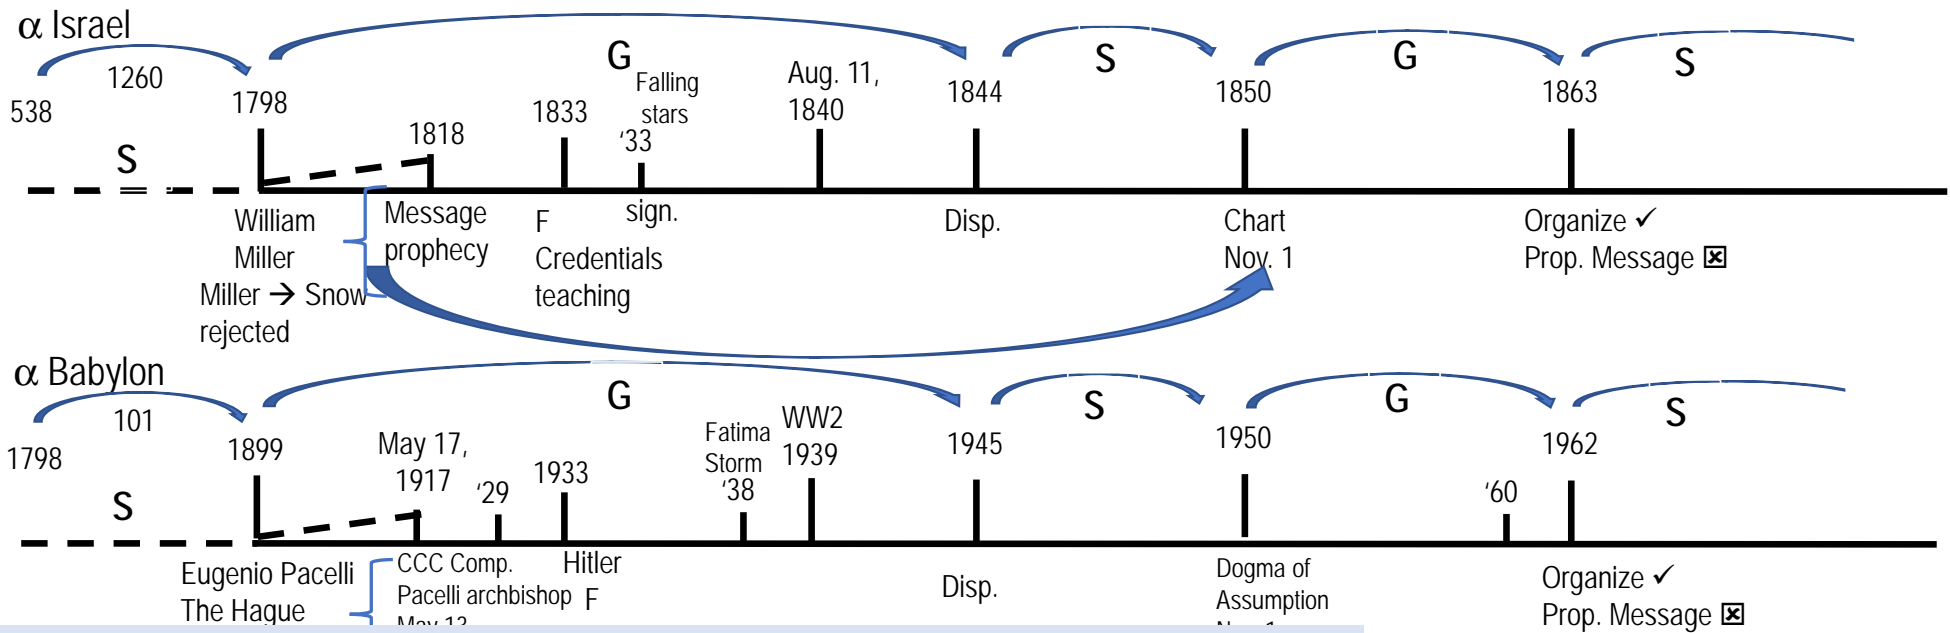 α Israel
1260
538
1798
S
G
1818
1833
Falling
stars
‘33
Aug. 11,
1840
1844
S
1850
G
1863
S
William
Miller
Miller → Snow
rejected
Message
prophecy
F
Credentials
teaching
sign.
Disp.
Chart
Nov. 1
Organize ✓
Prop. Message ☒
α Babylon
101
1798
1899
S
G
May 17,
1917
‘29
1933
Fatima
Storm
‘38
WW2
1939
1945
S
1950
G
‘60
1962
S
Eugenio Pacelli
The Hague
CCC Comp.
Pacelli archbishop
May 13
Hitler
F
Disp.
Dogma of
Assumption
Organize ✓
Prop. Message ☒